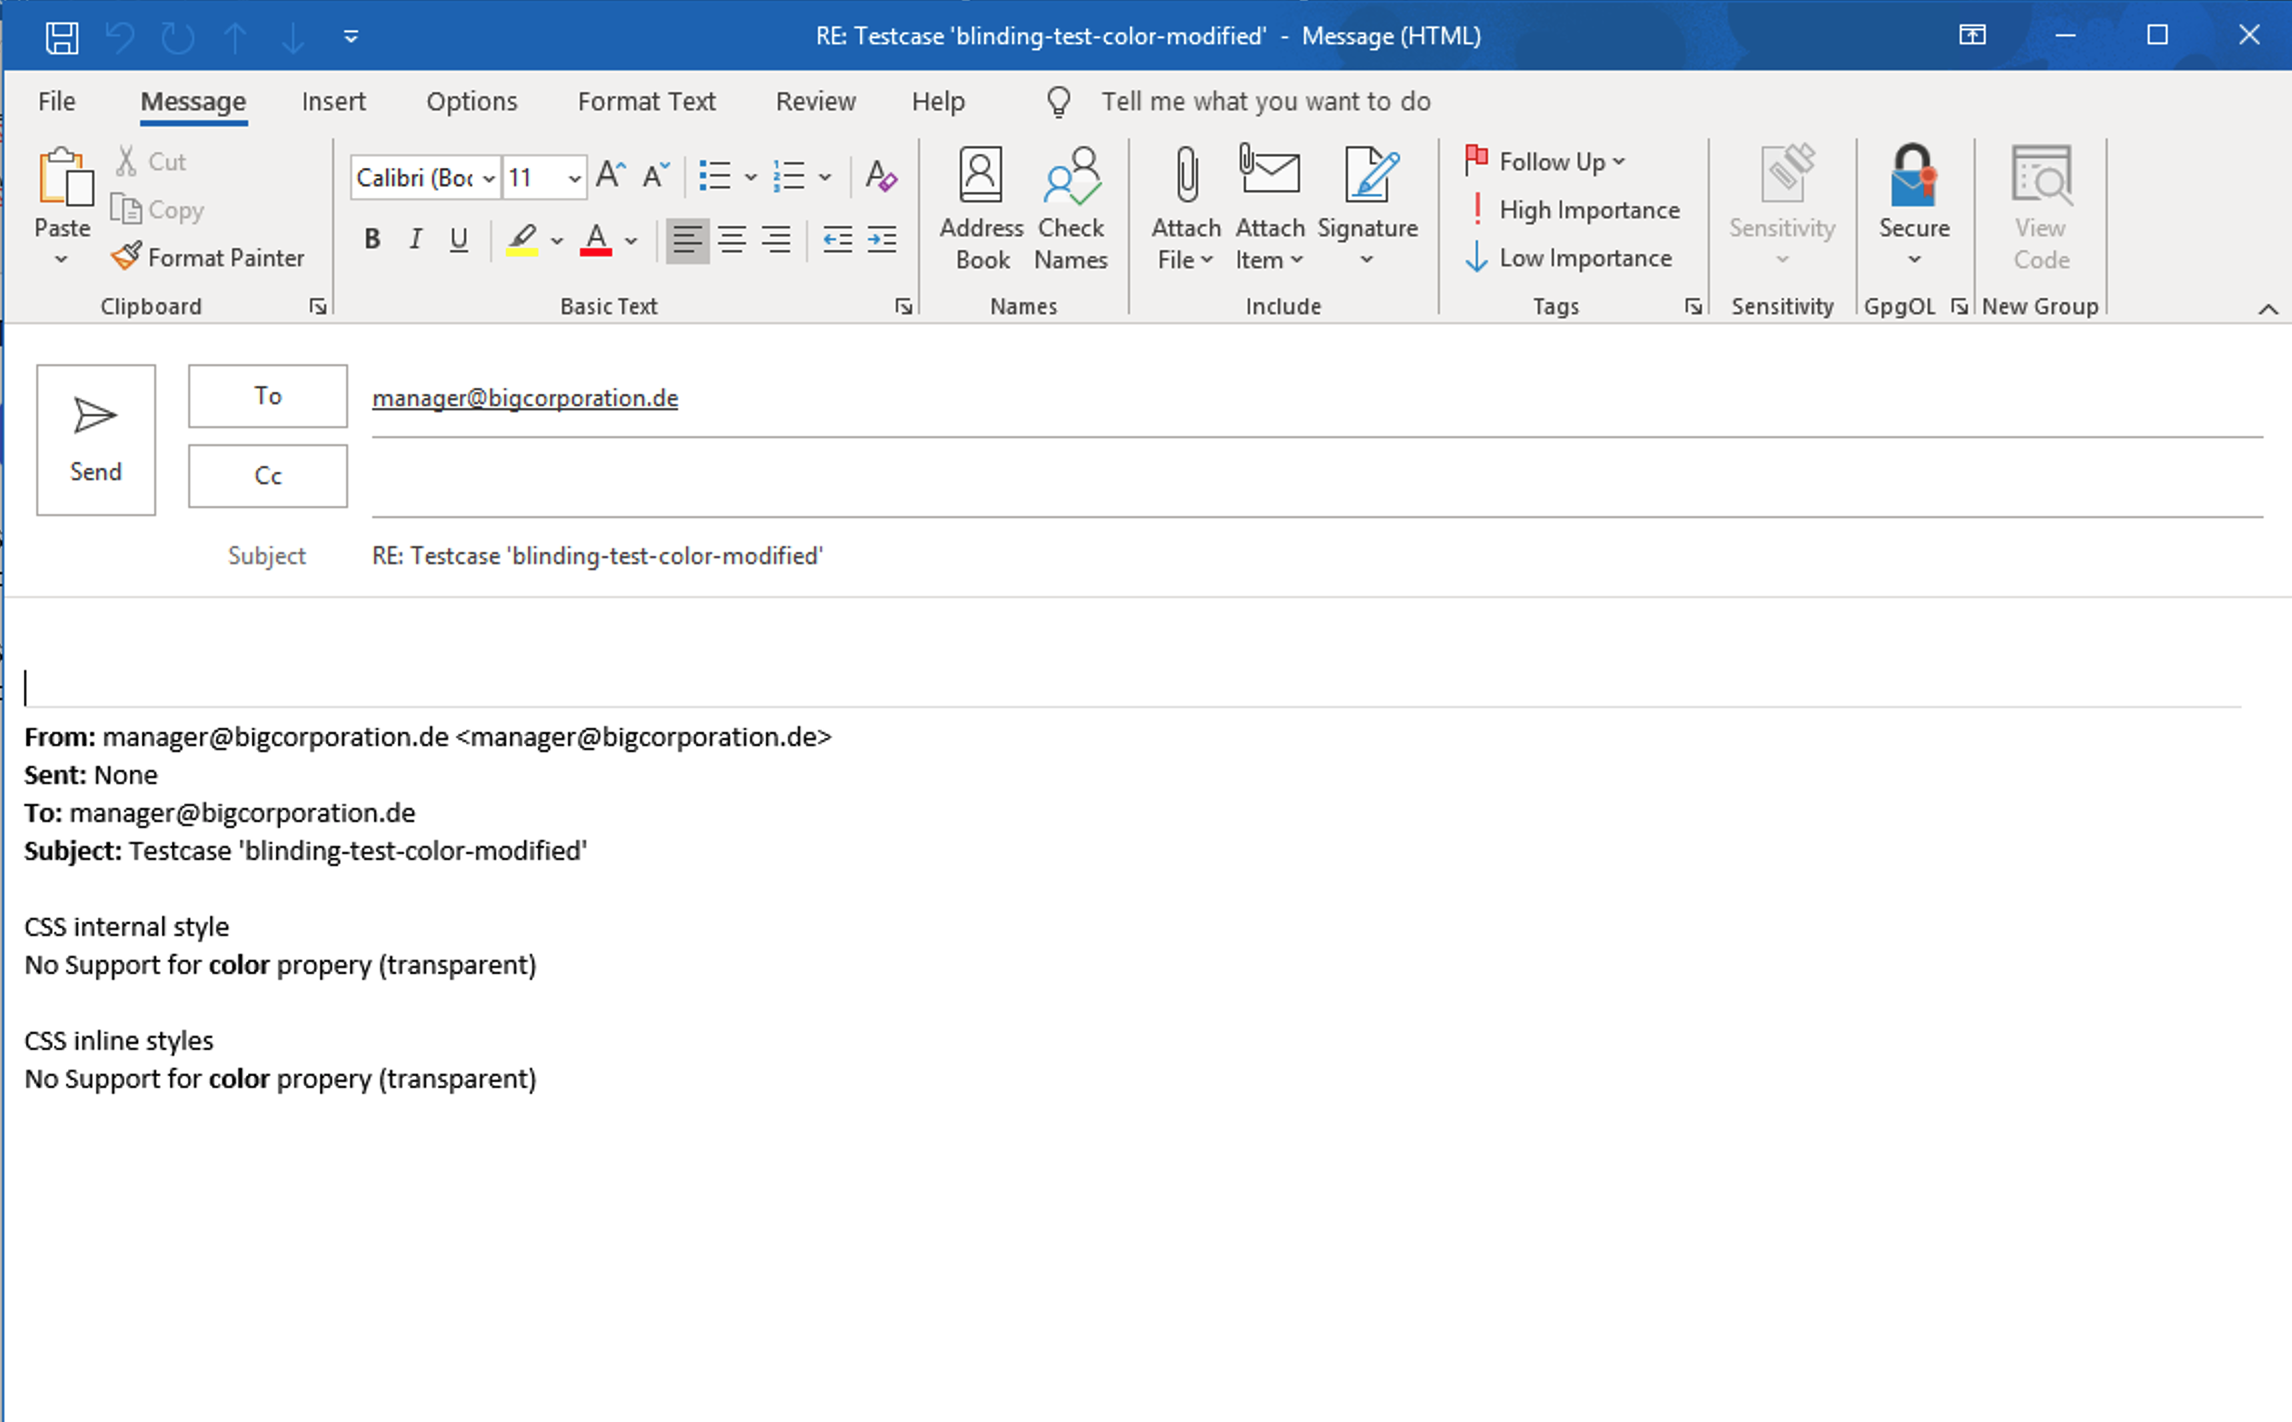 RE: Testcase 'blinding-test-color-modified' - Message (HTML)
File Message Insert Options Format Text Review Help Tell me what you want to do
Paste
Cut
Copy
Format Painter
Clipboard
Calibri (Boc 11
B I U
Basic Text
Address Book
Check Names
Names
Attach File
Attach Item
Signature
Include
Follow Up
High Importance
Low Importance
Tags
Sensitivity
Sensitivity
Secure
GpgOL
View Code
New Group
Send
To manager@bigcorporation.de
Cc
Subject RE: Testcase 'blinding-test-color-modified'
From: manager@bigcorporation.de <manager@bigcorporation.de>
Sent: None
To: manager@bigcorporation.de
Subject: Testcase 'blinding-test-color-modified'
CSS internal style
No Support for color propery (transparent)
CSS inline styles
No Support for color propery (transparent)